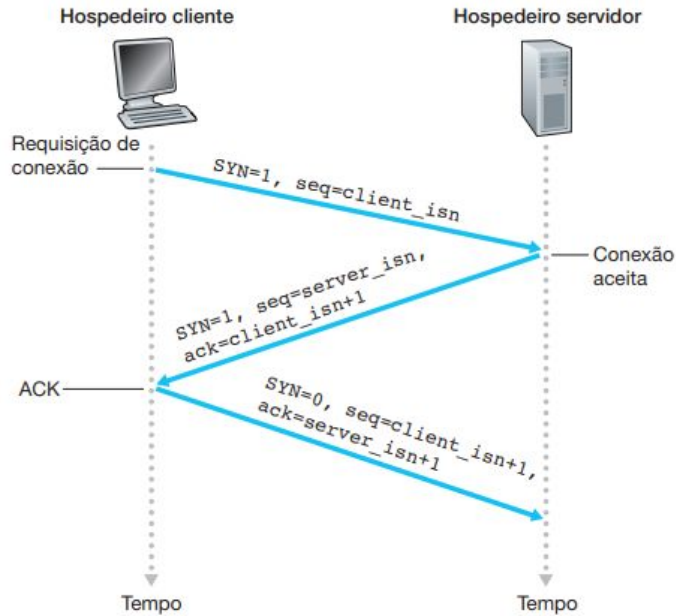 Hospedeiro cliente
Hospedeiro servidor
Requisição de
conexão
SYN=1, seq=client_isn
Conexão
aceita
SYN=1, seq=server_isn,
ack=client_isn+1
ACK
SYN=0, seq=client_isn+1,
ack=server_isn+1
Tempo
Tempo